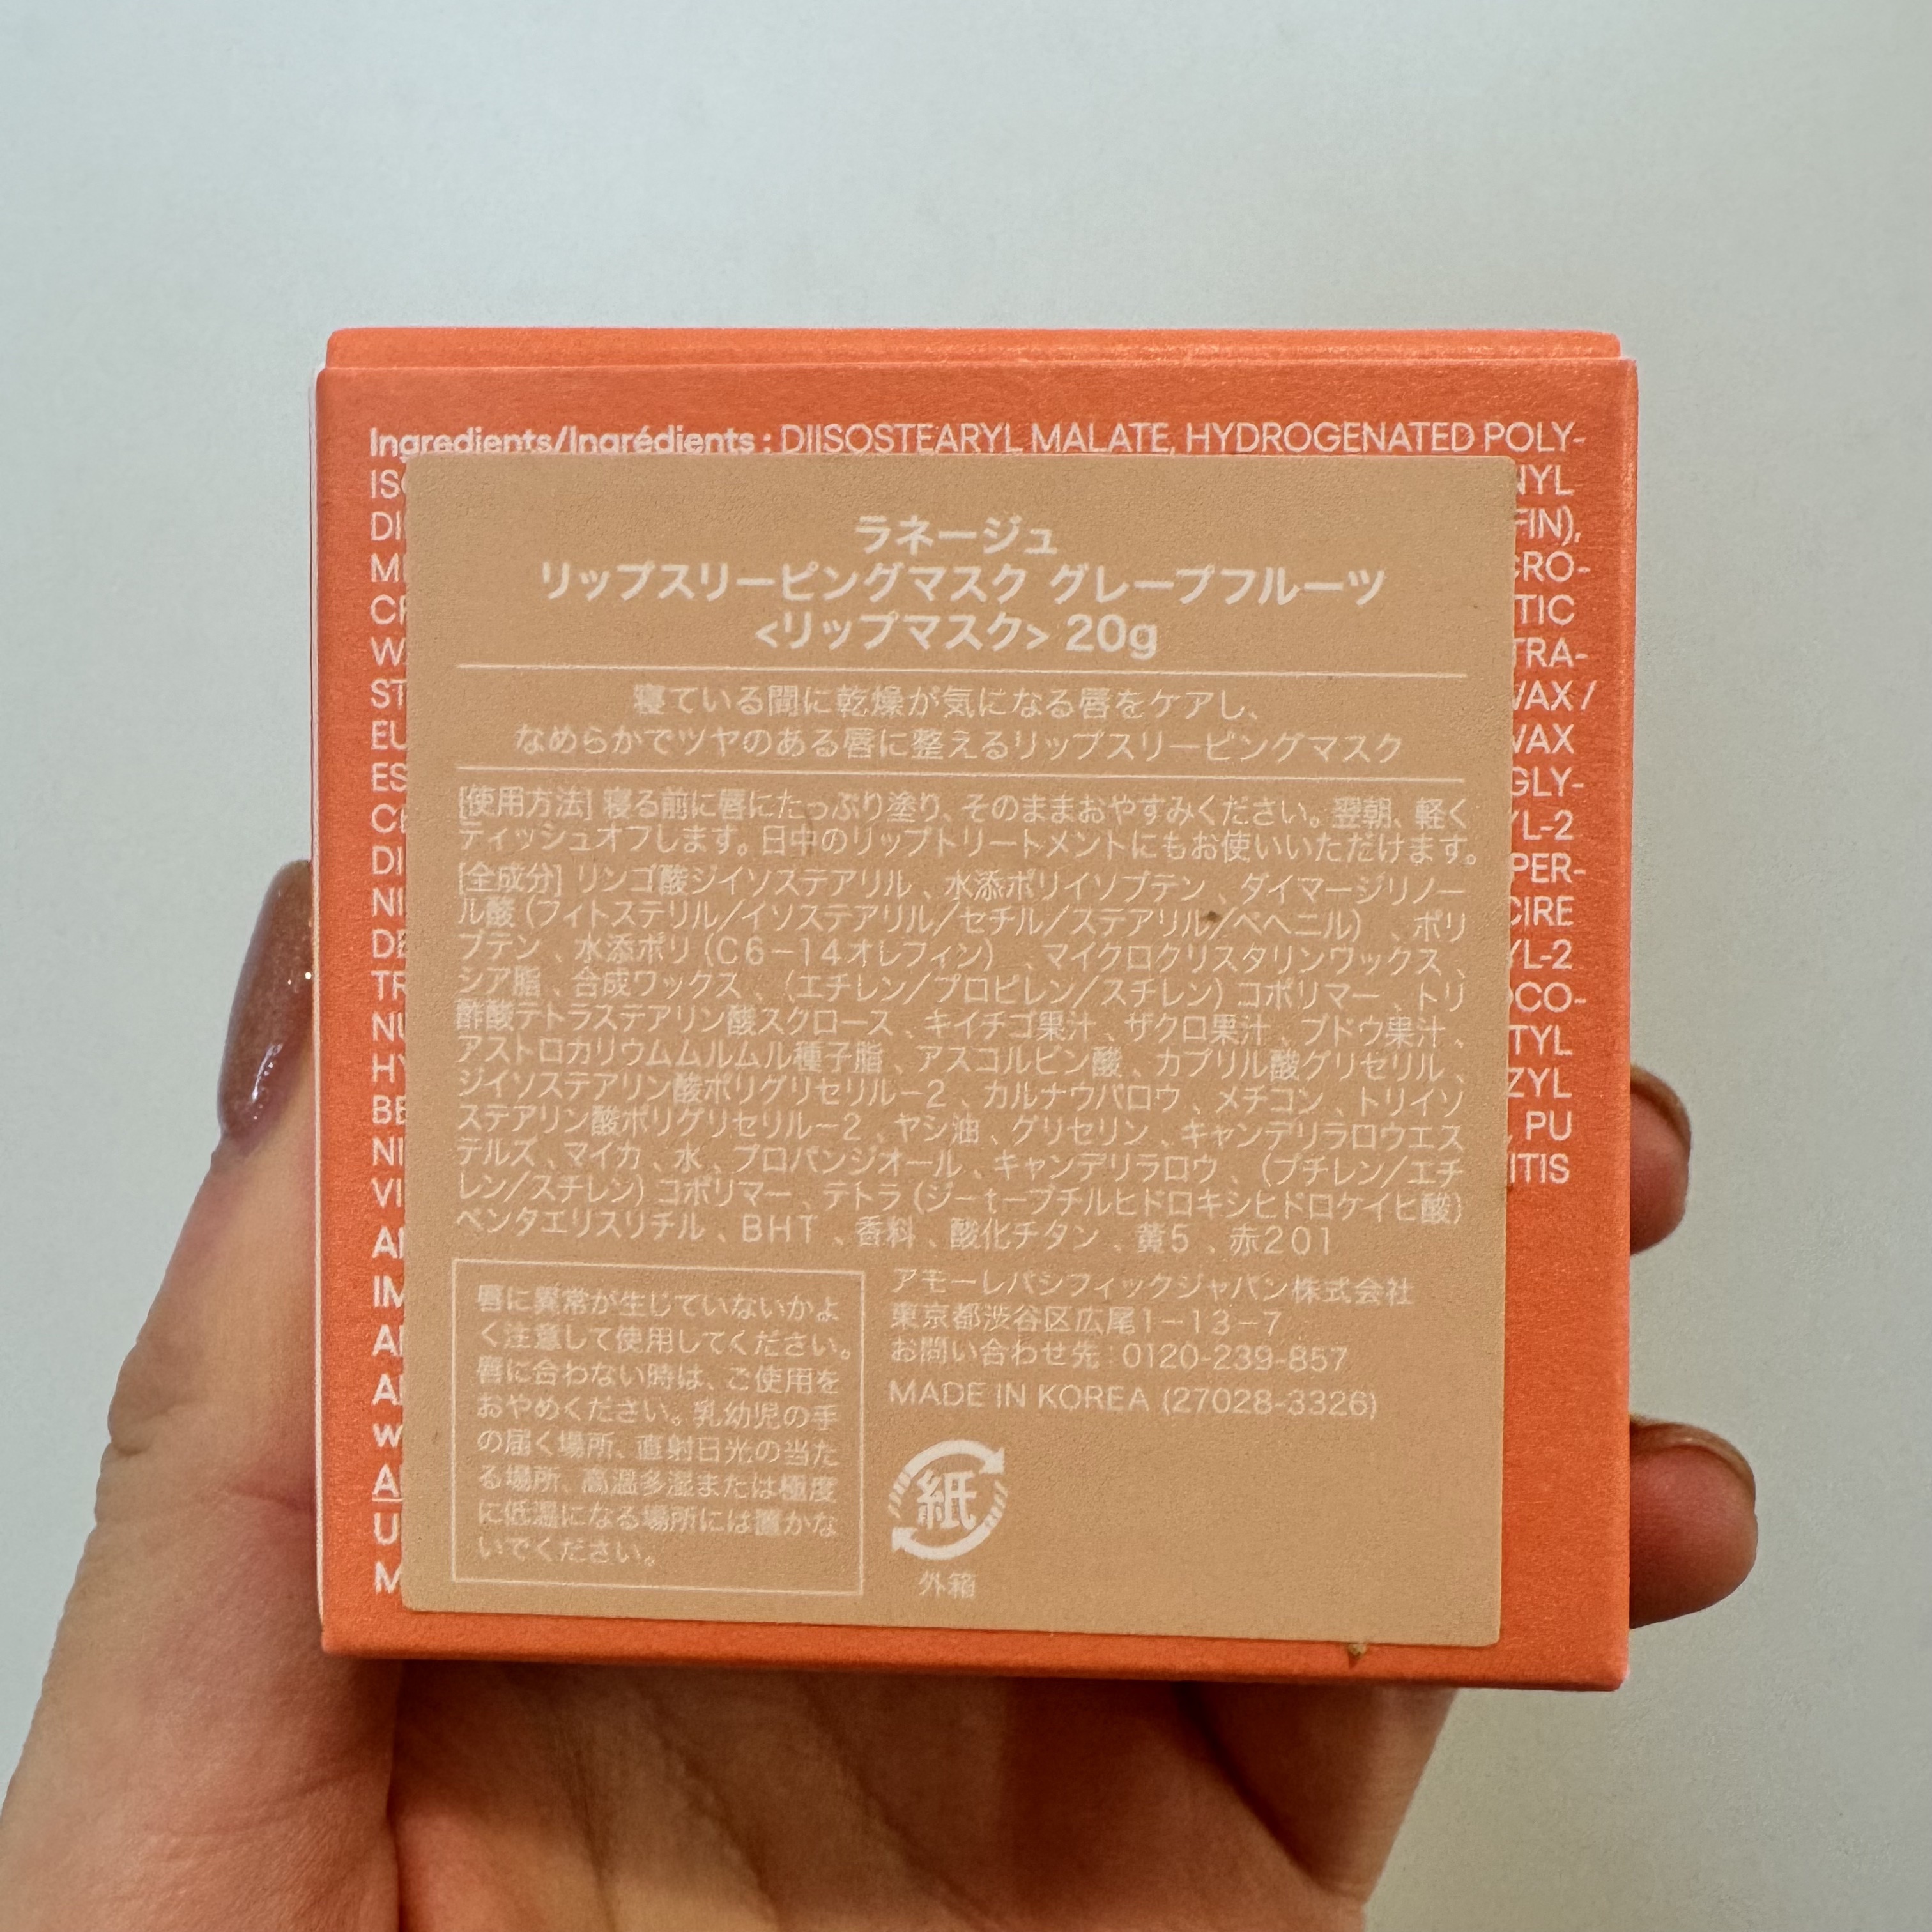 Ingredients/Ingrédients : DIISOSTEARYL MALATE, HYDROGENATED POLY-
ラネージュ
リップスリーピングマスク グレープフルーツ
<リップマスク> 20g
寝ている間に乾燥が気になる唇をケアし、
なめらかでツヤのある唇に整えるリップスリーピングマスク
[使用方法] 寝る前に唇にたっぷり塗り、そのままおやすみください。翌朝、軽く
ティッシュオフします。日中のリップトリートメントにもお使いいただけます。
[全成分] リンゴ酸ジイソステアリル 、水添ポリイソブテン 、ダイマージリノー
ル酸 (フィトステリル/イソステアリル/セチル/ステアリル/ベヘニル) 、ポリ
ブテン 、水添ポリ (C6-14オレフィン) 、マイクロクリスタリンワックス 、
シア脂 、合成ワックス 、(エチレン/プロピレン/スチレン) コポリマー 、トリ
酢酸テトラステアリン酸スクロース 、キイチゴ果汁 、ザクロ果汁 、ブドウ果汁 、
アストロカリウムムルムル種子脂 、アスコルビン酸 、カプリル酸グリセリル 、
ジイソステアリン酸ポリグリセリル-2 、カルナウバロウ 、メチコン 、トリイソ
ステアリン酸ポリグリセリル-2 、ヤシ油 、グリセリン 、キャンデリラロウエス
テルズ 、マイカ 、水 、プロパンジオール 、キャンデリラロウ 、(ブチレン/エチ
レン/スチレン) コポリマー 、テトラ (ジ-t-ブチルヒドロキシヒドロケイヒ酸)
ペンタエリスリチル 、BHT 、香料 、酸化チタン 、黄5 、赤201
唇に異常が生じていないかよ
く注意して使用してください。
唇に合わない時は、ご使用を
おやめください。乳幼児の手
の届く場所、直射日光の当た
る場所、高温多湿または極度
に低温になる場所には置かな
いでください。
アモーレパシフィックジャパン株式会社
東京都渋谷区広尾1-13-7
お問い合わせ先：0120-239-857
MADE IN KOREA (27028-3326)
紙
外箱